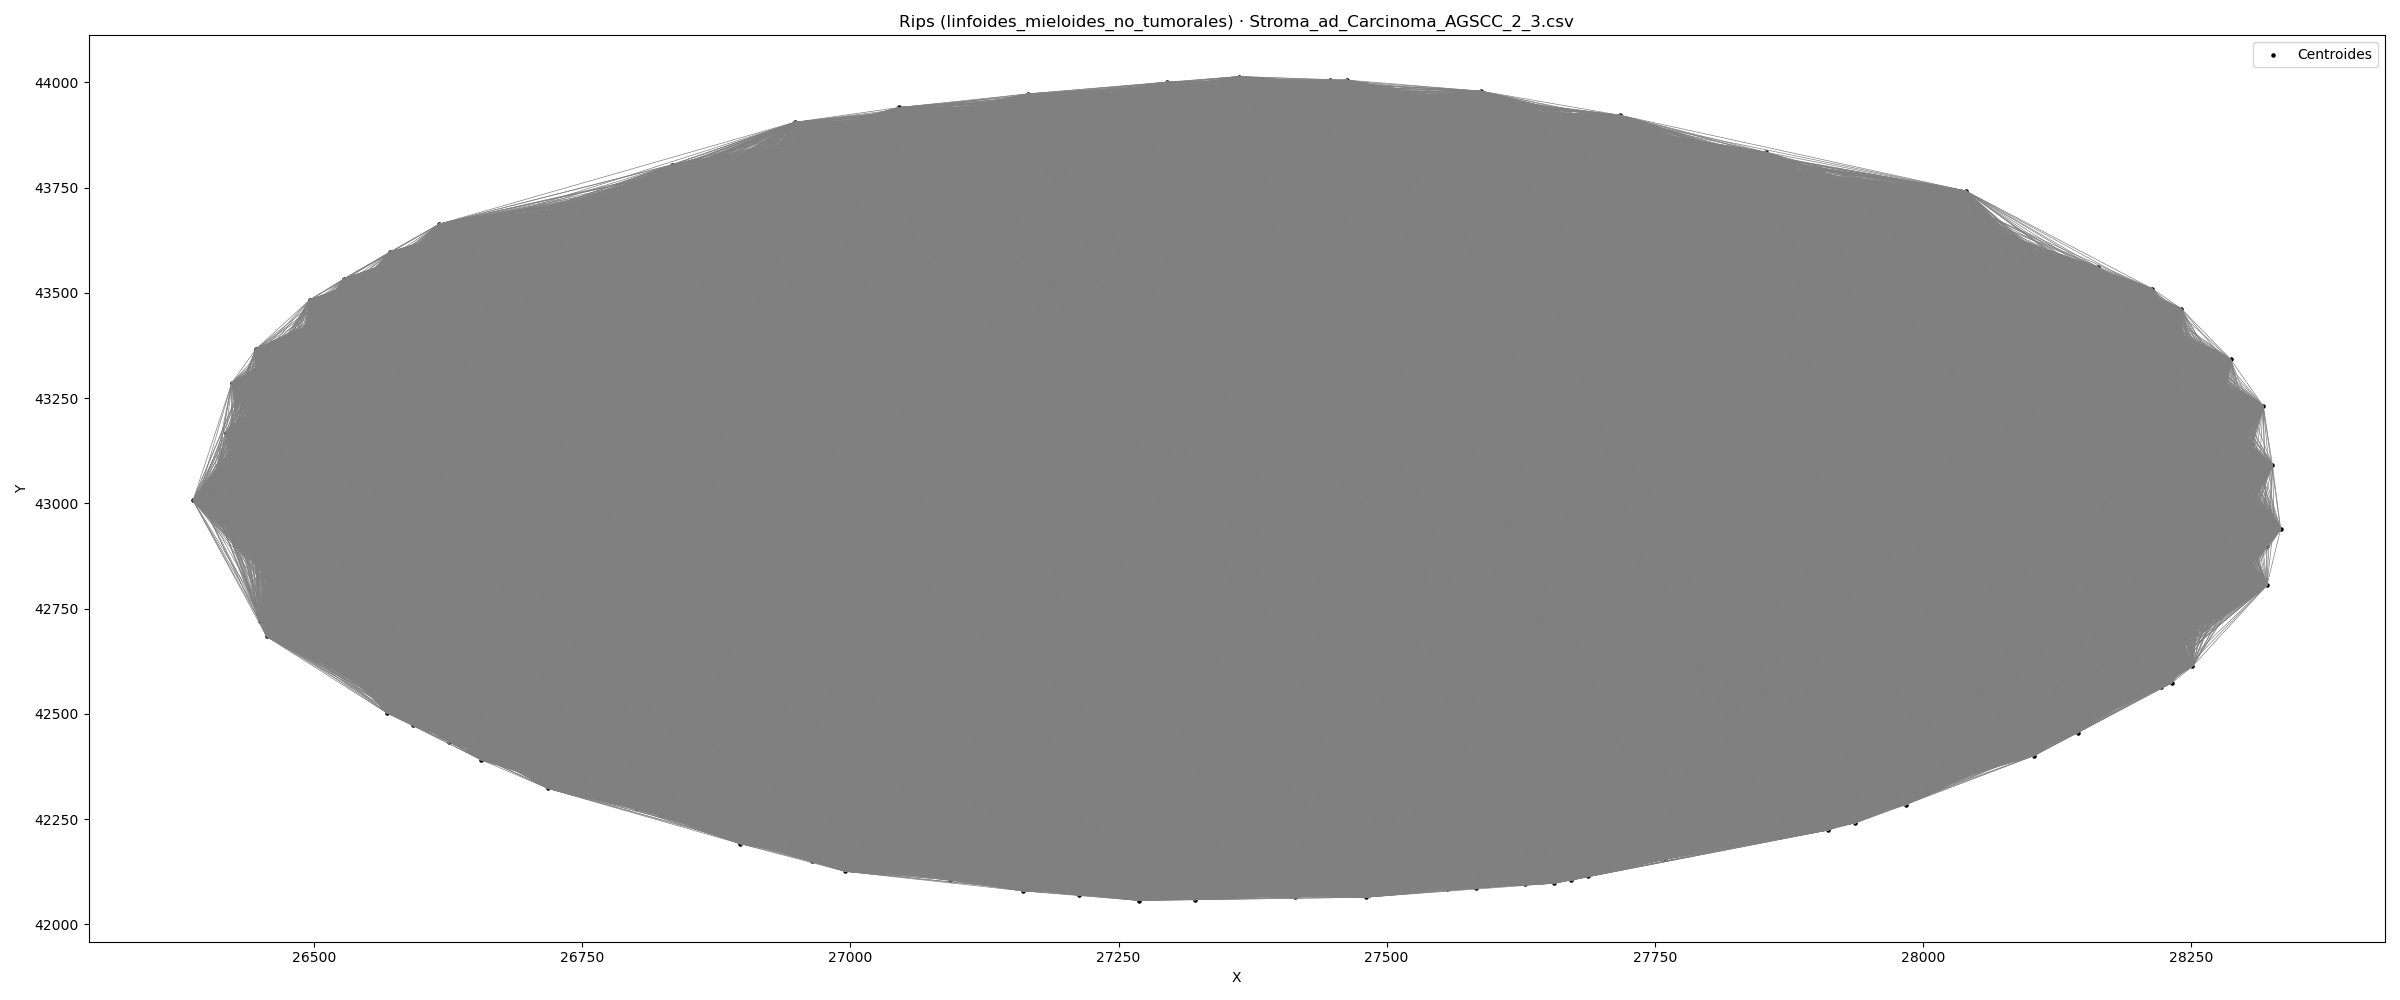 Rips (linfoides_mieloides_no_tumorales) · Stroma_ad_Carcinoma_AGSCC_2_3.csv
Centroides
44000
43750
43500
43250
43000
42750
42500
42250
42000
Y
26500 26750 27000 27250 27500 27750 28000 28250
X